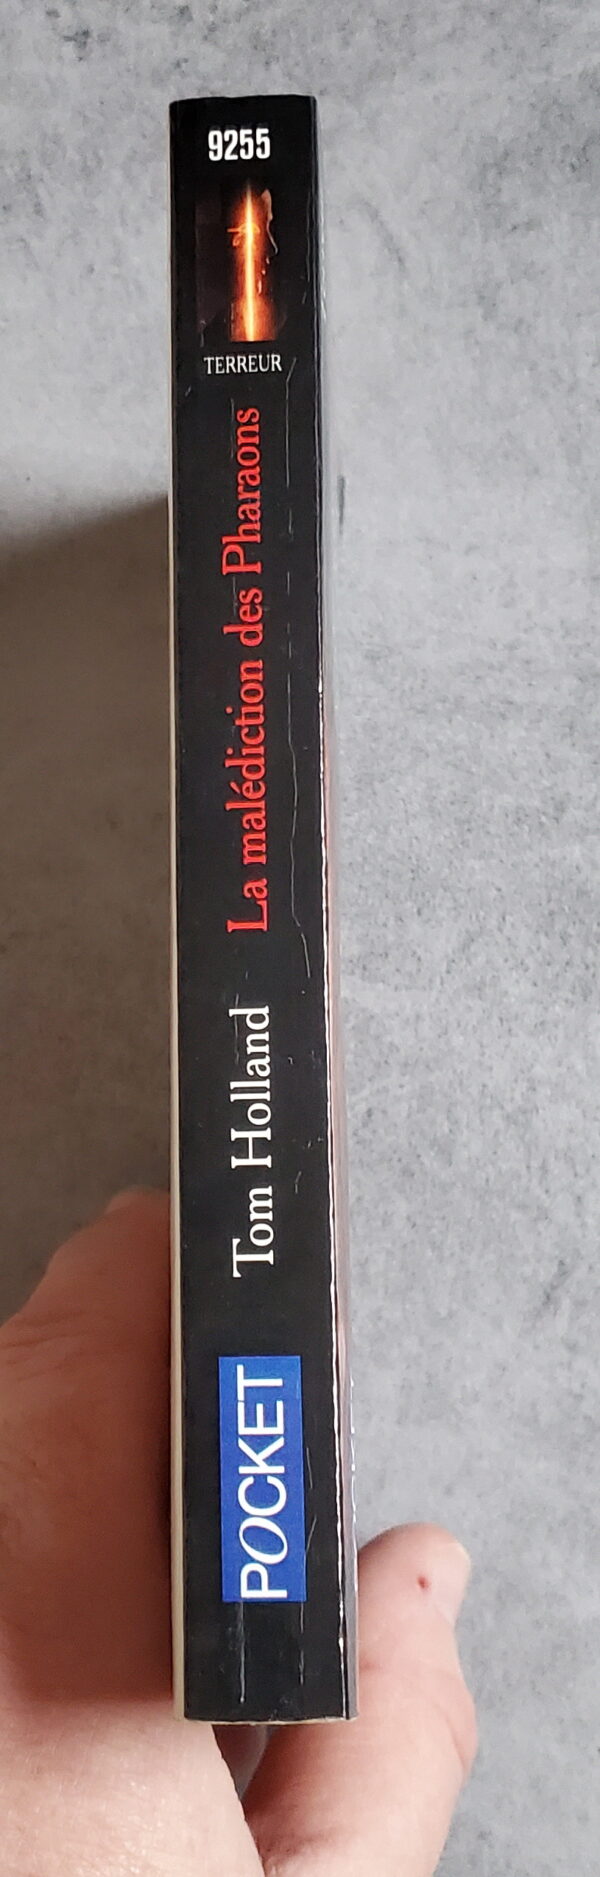 9255
TERREUR
La malédiction des Pharaons
Tom Holland
POCKET